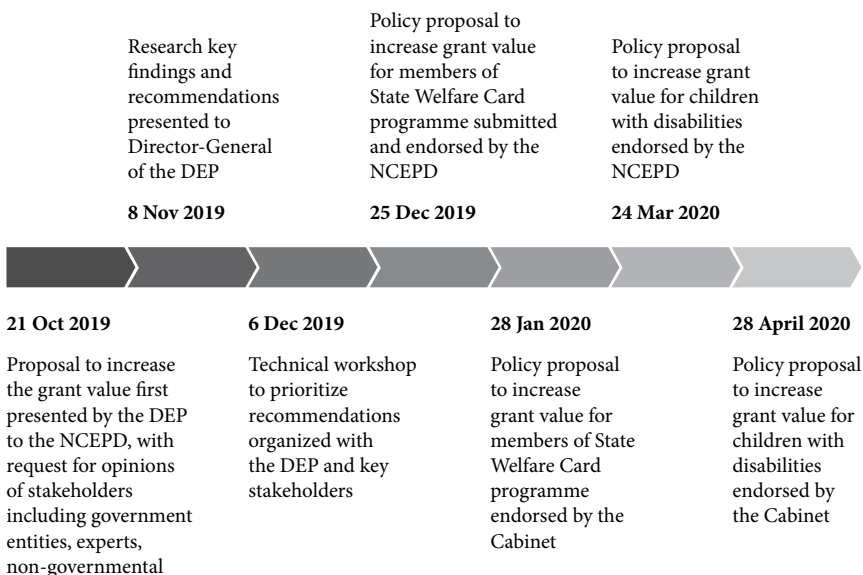 Research key
findings and
recommendations
presented to
Director-General
of the DEP
8 Nov 2019
Policy proposal to
increase grant value
for members of
State Welfare Card
programme submitted
and endorsed by the
NCEPD
25 Dec 2019
Policy proposal
to increase grant
value for children
with disabilities
endorsed by the
NCEPD
24 Mar 2020
21 Oct 2019
Proposal to increase
the grant value first
presented by the DEP
to the NCEPD, with
request for opinions
of stakeholders
including government
entities, experts,
non-governmental
6 Dec 2019
Technical workshop
to prioritize
recommendations
organized with
the DEP and key
stakeholders
28 Jan 2020
Policy proposal
to increase
grant value for
members of State
Welfare Card
programme
endorsed by the
Cabinet
28 April 2020
Policy proposal
to increase
grant value for
children with
disabilities
endorsed by
the Cabinet